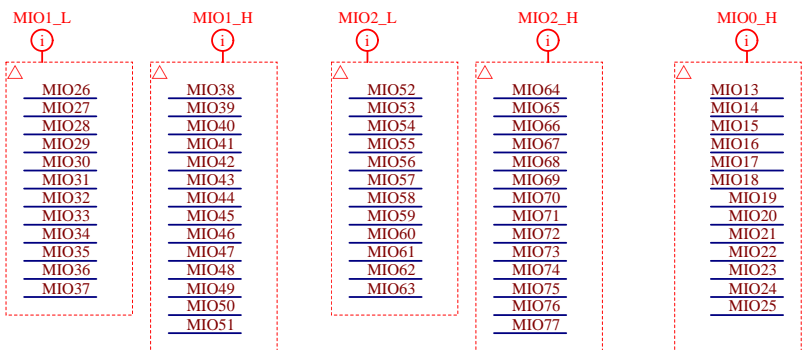 MIO1_L
i
MIO26
MIO27
MIO28
MIO29
MIO30
MIO31
MIO32
MIO33
MIO34
MIO35
MIO36
MIO37
MIO1_H
i
MIO38
MIO39
MIO40
MIO41
MIO42
MIO43
MIO44
MIO45
MIO46
MIO47
MIO48
MIO49
MIO50
MIO51
MIO2_L
i
MIO52
MIO53
MIO54
MIO55
MIO56
MIO57
MIO58
MIO59
MIO60
MIO61
MIO62
MIO63
MIO2_H
i
MIO64
MIO65
MIO66
MIO67
MIO68
MIO69
MIO70
MIO71
MIO72
MIO73
MIO74
MIO75
MIO76
MIO77
MIO0_H
i
MIO13
MIO14
MIO15
MIO16
MIO17
MIO18
MIO19
MIO20
MIO21
MIO22
MIO23
MIO24
MIO25